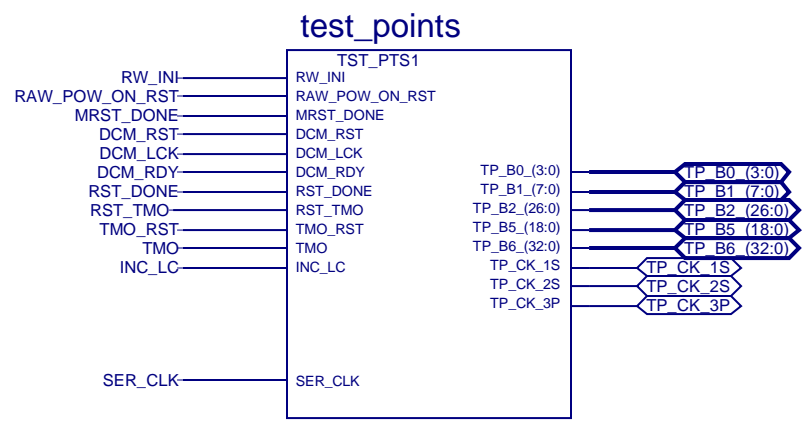 test_points
TST_PTS1
RW_INI RW_INI
RAW_POW_ON_RST RAW_POW_ON_RST
MRST_DONE MRST_DONE
DCM_RST DCM_RST
DCM_LCK DCM_LCK
DCM_RDY DCM_RDY TP_B0_(3:0) TP_B0_(3:0)
RST_DONE RST_DONE TP_B1_(7:0) TP_B1_(7:0)
RST_TMO RST_TMO TP_B2_(26:0) TP_B2_(26:0)
TMO_RST TMO_RST TP_B5_(18:0) TP_B5_(18:0)
TMO TMO TP_B6_(32:0) TP_B6_(32:0)
INC_LC INC_LC TP_CK_1S TP_CK_1S
TP_CK_2S TP_CK_2S
TP_CK_3P TP_CK_3P
SER_CLK SER_CLK